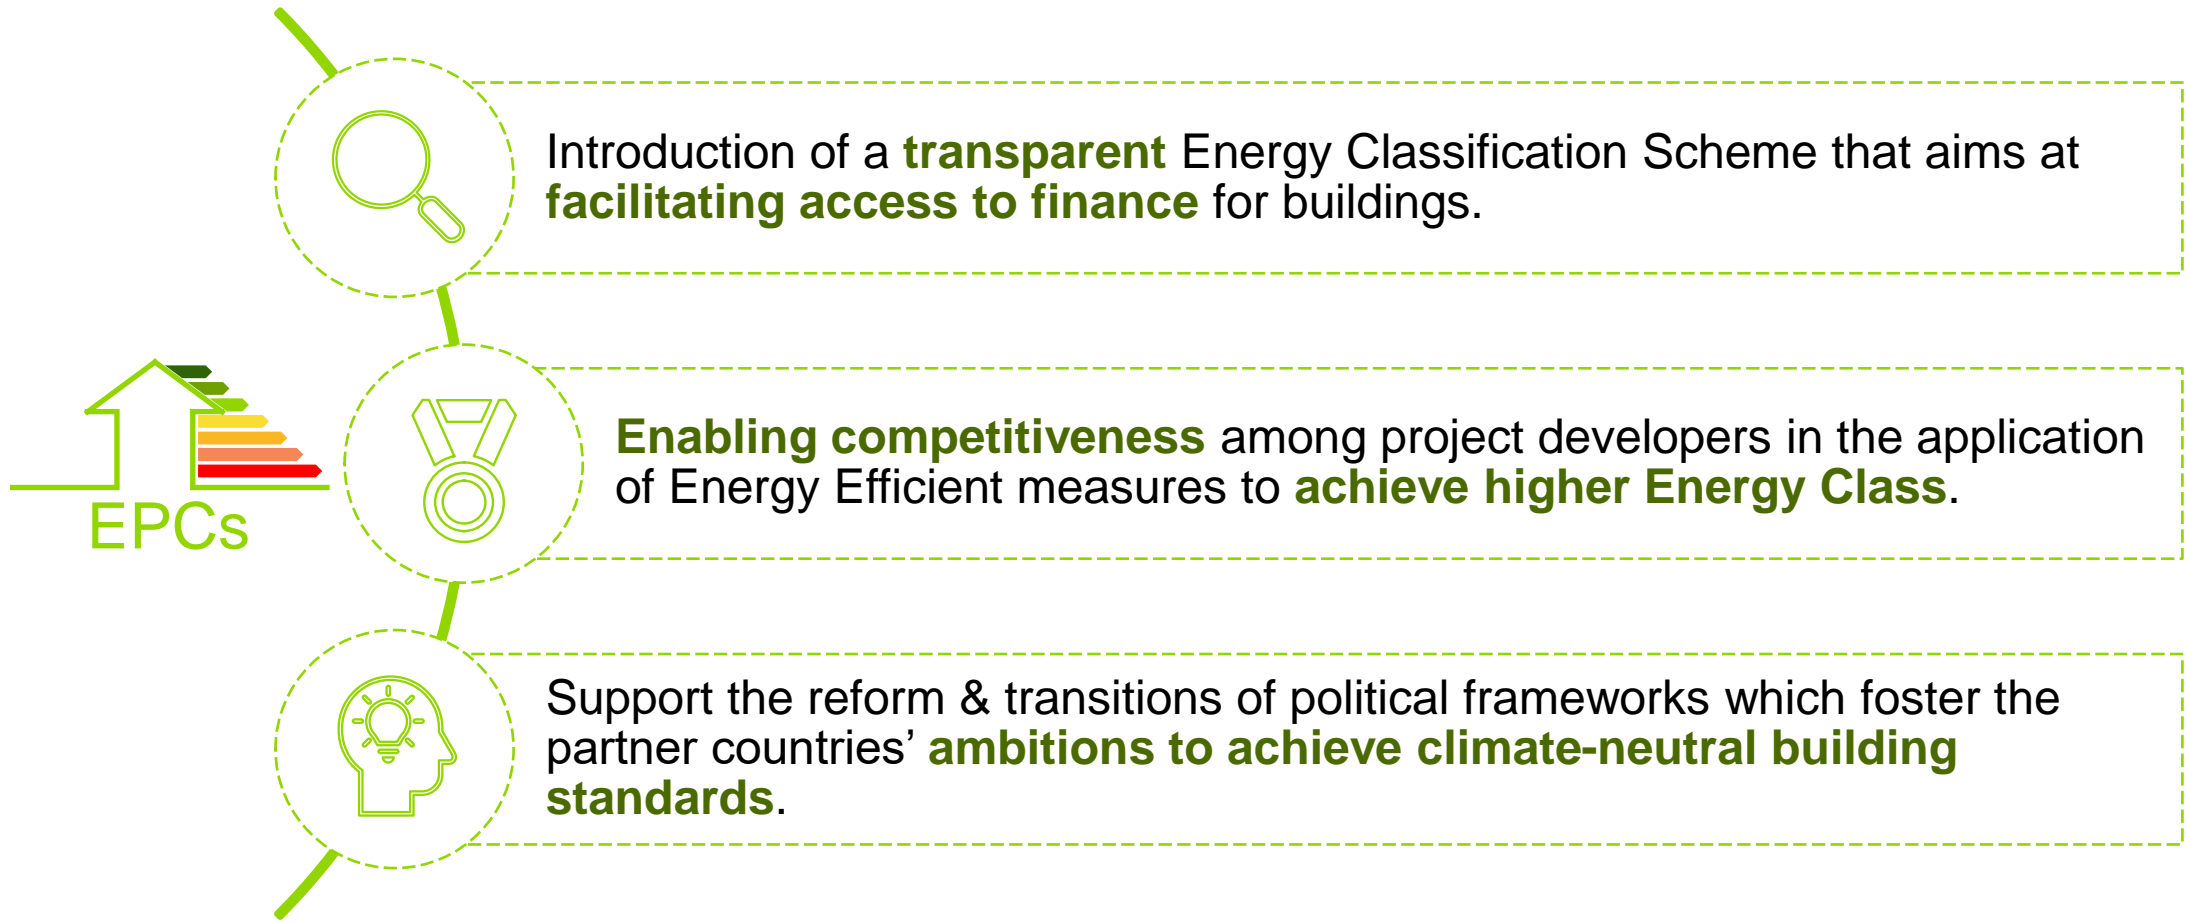 Introduction of a transparent Energy Classification Scheme that aims at
facilitating access to finance for buildings.
EPCs
Enabling competitiveness among project developers in the application
of Energy Efficient measures to achieve higher Energy Class.
Support the reform & transitions of political frameworks which foster the
partner countries’ ambitions to achieve climate-neutral building
standards.